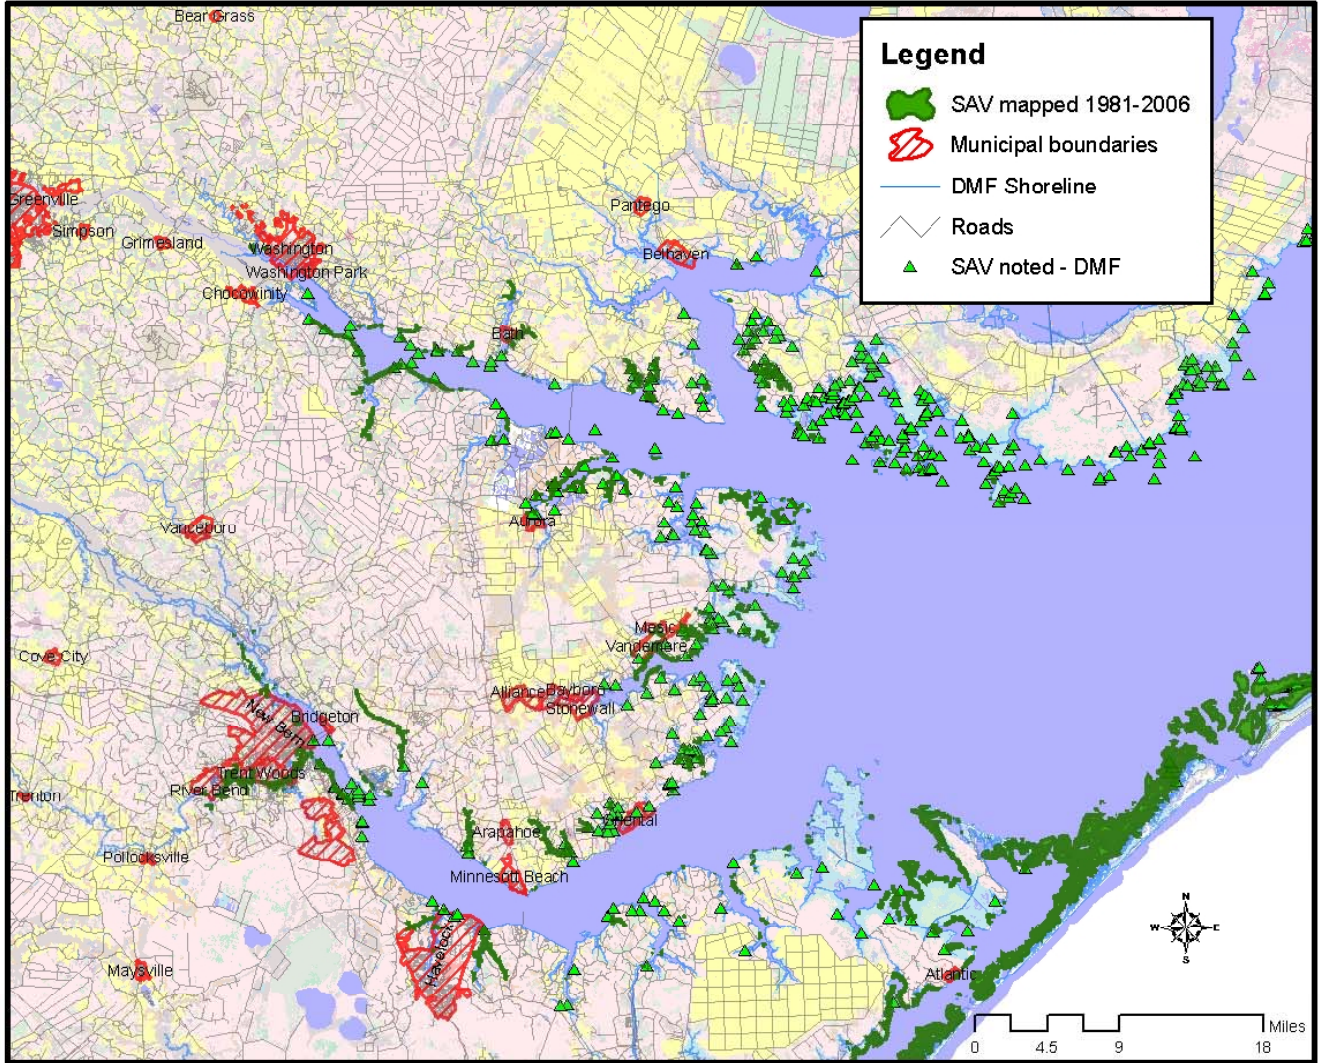 Bear Grass
Legend
SAV mapped 1981-2006
Municipal boundaries
DMF Shoreline
Roads
SAV noted - DMF
Greenville
Simpson
Grimesland
Washington
Washington Park
Chocowinity
Pantego
Belhaven
Bath
Vanceboro
Aurora
Cove City
Mesic
Vandemere
Alliance
Bayboro
Stonewall
New Bern
Bridgeton
Trent Woods
River Bend
Trenton
Pollocksville
Arapahoe
Oriental
Minnesott Beach
Havelock
Maysville
Atlantic
N
W
E
S
Miles
0 4.5 9 18